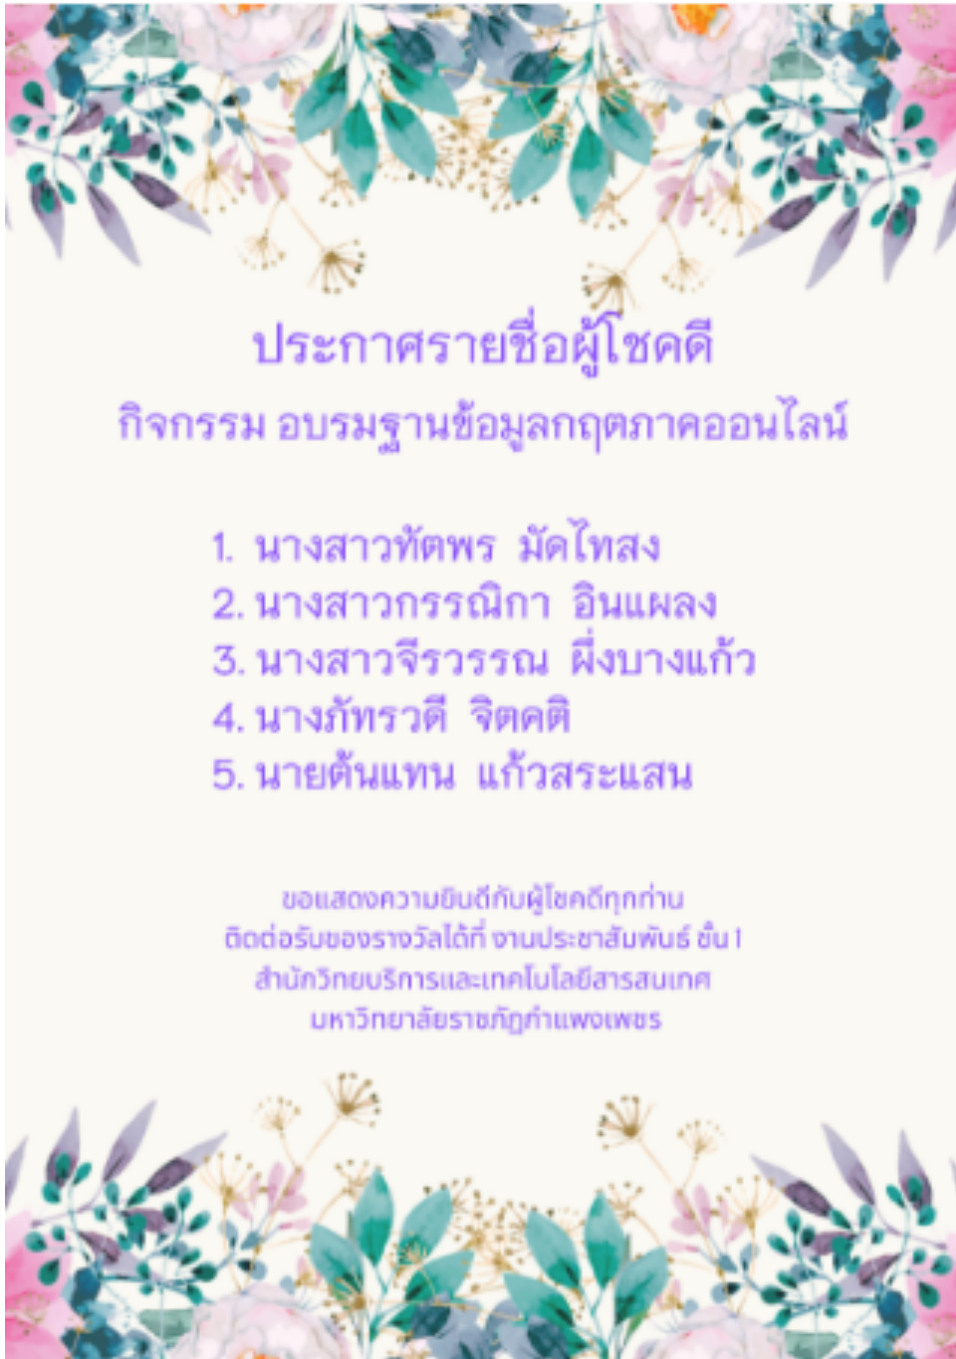 ประกาศรายชื่อผู้โชคดี
กิจกรรม อบรมฐานข้อมูลกฤตภาคออนไลน์
1. นางสาวทัตพร มัดไทสง
2. นางสาวกรรณิกา อินแผลง
3. นางสาวจีรวรรณ ผึ่งบางแก้ว
4. นางภัทรวดี จิตคติ
5. นายต้นแทน แก้วสระแสน
ขอแสดงความยินดีกับผู้โชคดีทุกท่าน
ติดต่อรับของรางวัลได้ที่ งานประชาสัมพันธ์ ชั้น 1
สำนักวิทยบริการและเทคโนโลยีสารสนเทศ
มหาวิทยาลัยราชภัฏกำแพงเพชร